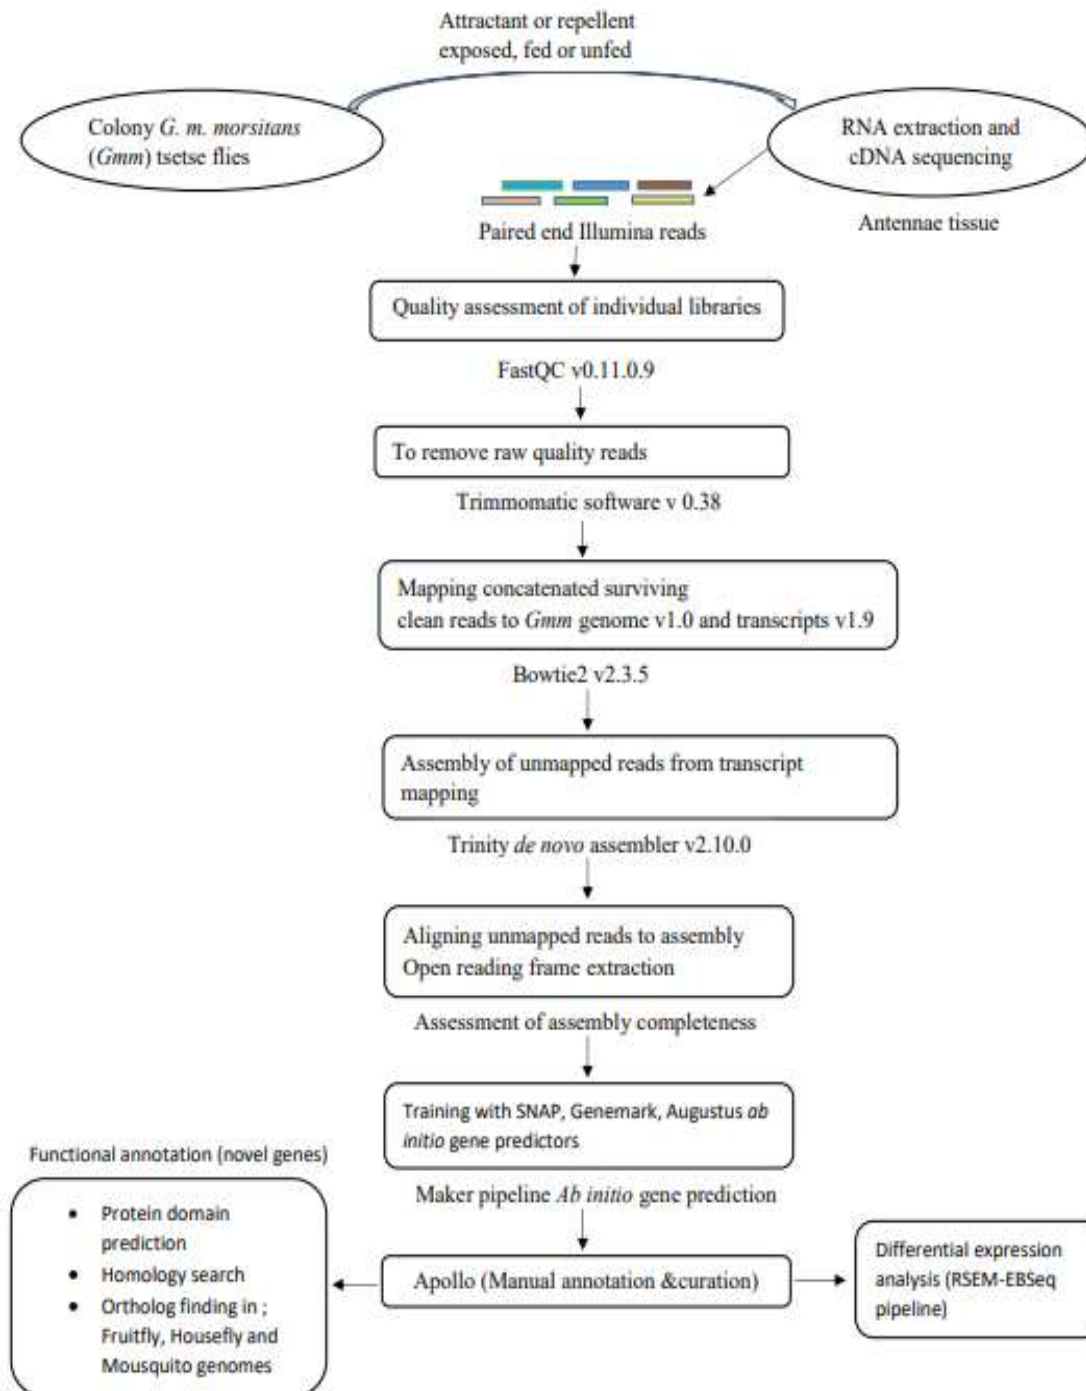 Attractant or repellent
exposed, fed or unfed
Colony G. m. morsitans
(Gmm) tsetse flies
RNA extraction and
cDNA sequencing
Antennae tissue
Paired end Illumina reads
Quality assessment of individual libraries
FastQC v0.11.0.9
To remove raw quality reads
Trimmomatic software v 0.38
Mapping concatenated surviving
clean reads to Gmm genome v1.0 and transcripts v1.9
Bowtie2 v2.3.5
Assembly of unmapped reads from transcript
mapping
Trinity de novo assembler v2.10.0
Aligning unmapped reads to assembly
Open reading frame extraction
Assessment of assembly completeness
Training with SNAP, Genemark, Augustus ab
initio gene predictors
Maker pipeline Ab initio gene prediction
Apollo (Manual annotation &curation)
Functional annotation (novel genes)
• Protein domain
prediction
• Homology search
• Ortholog finding in ;
Fruitfly, Housefly and
Mousquito genomes
Differential expression
analysis (RSEM-EBSeq
pipeline)